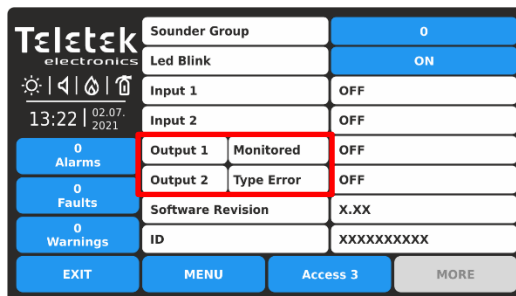 Teletek
electronics
13:22 02.07.
2021
0
Alarms
0
Faults
0
Warnings
Sounder Group 0
Led Blink ON
Input 1 OFF
Input 2 OFF
Output 1 Monitored OFF
Output 2 Type Error OFF
Software Revision X.XX
ID XXXXXXXXXX
EXIT MENU Access 3 MORE